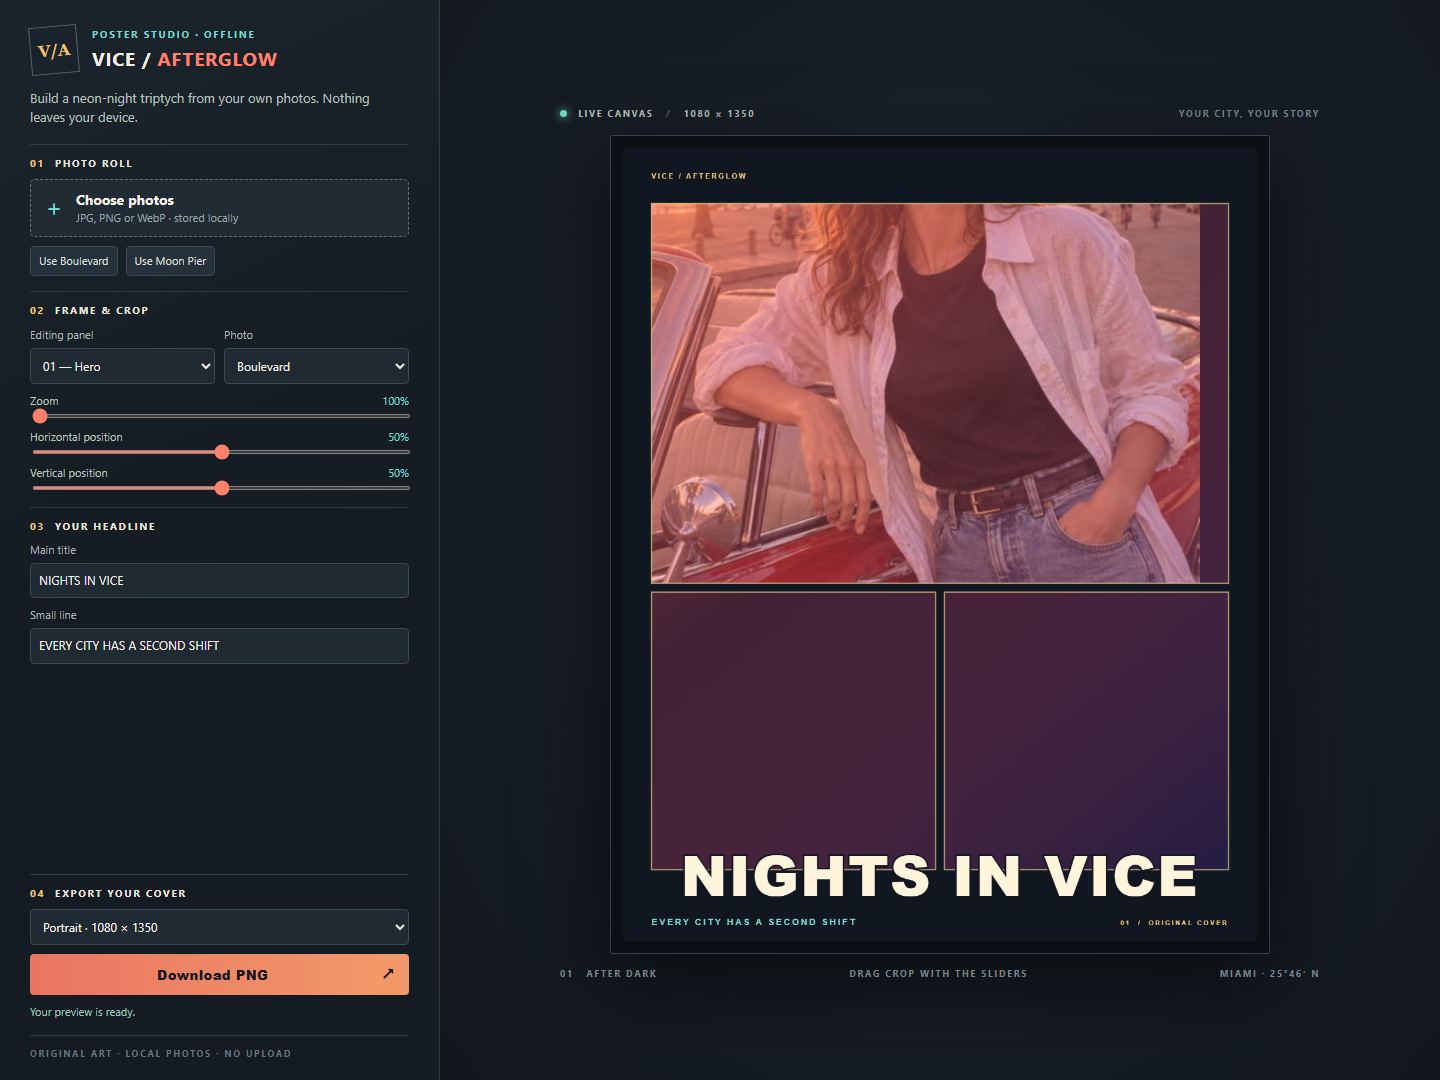 V/A
POSTER STUDIO · OFFLINE
VICE / AFTERGLOW
Build a neon-night triptych from your own photos. Nothing
leaves your device.
01 PHOTO ROLL
+
Choose photos
JPG, PNG or WebP · stored locally
Use Boulevard
Use Moon Pier
02 FRAME & CROP
Editing panel
Photo
01 — Hero
Boulevard
Zoom 100%
Horizontal position 50%
Vertical position 50%
03 YOUR HEADLINE
Main title
NIGHTS IN VICE
Small line
EVERY CITY HAS A SECOND SHIFT
04 EXPORT YOUR COVER
Portrait · 1080 × 1350
Download PNG ↗
Your preview is ready.
ORIGINAL ART · LOCAL PHOTOS · NO UPLOAD
LIVE CANVAS / 1080 × 1350
YOUR CITY, YOUR STORY
VICE / AFTERGLOW
NIGHTS IN VICE
EVERY CITY HAS A SECOND SHIFT
01 / ORIGINAL COVER
01 AFTER DARK
DRAG CROP WITH THE SLIDERS
MIAMI · 25°46′ N